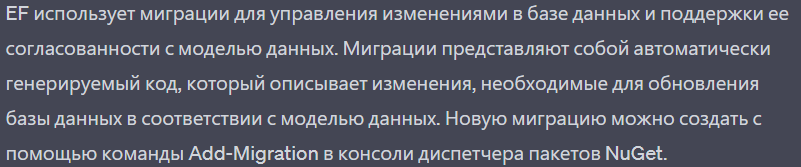 EF использует миграции для управления изменениями в базе данных и поддержки ее
согласованности с моделью данных. Миграции представляют собой автоматически
генерируемый код, который описывает изменения, необходимые для обновления
базы данных в соответствии с моделью данных. Новую миграцию можно создать с
помощью команды Add-Migration в консоли диспетчера пакетов NuGet.